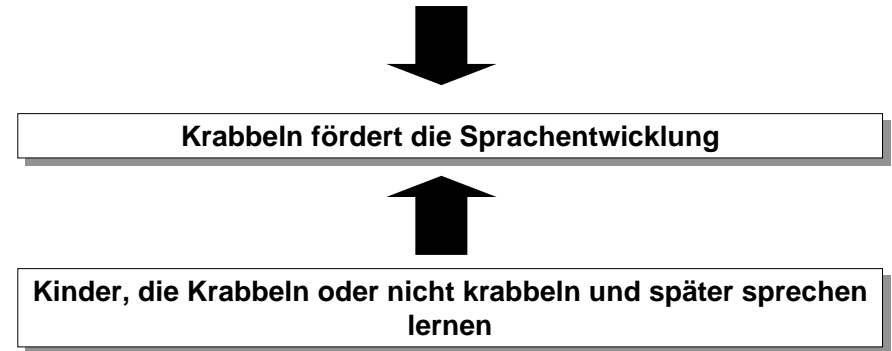 Krabbeln fördert die Sprachentwicklung
Kinder, die Krabbeln oder nicht krabbeln und später sprechen
lernen